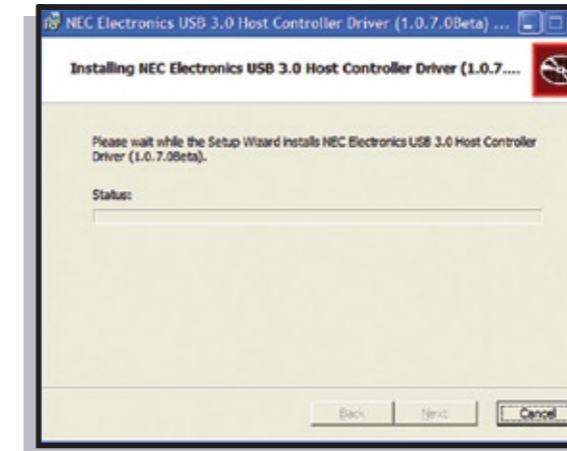 NEC Electronics USB 3.0 Host Controller Driver (1.0.7.0Beta) ...
Installing NEC Electronics USB 3.0 Host Controller Driver (1.0.7....
Please wait while the Setup Wizard installs NEC Electronics USB 3.0 Host Controller
Driver (1.0.7.0Beta).
Status:
Back Next Cancel